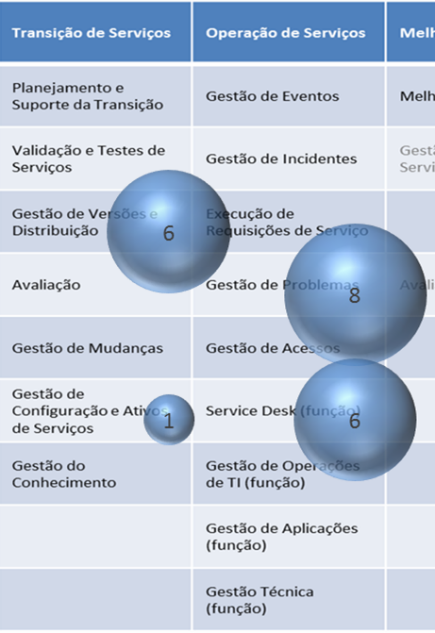 Transição de Serviços
Operação de Serviços
Melh
Planejamento e
Suporte da Transição
Gestão de Eventos
Melh
Validação e Testes de
Serviços
Gestão de Incidentes
Gestã
Servi
Gestão de Versões e
Distribuição
6
Execução de
Requisições de Serviço
Avaliação
Gestão de Problemas
8
Avali
Gestão de Mudanças
Gestão de Acessos
Gestão de
Configuração e Ativos
de Serviços
1
Service Desk (função)
6
Gestão do
Conhecimento
Gestão de Operações
de TI (função)
Gestão de Aplicações
(função)
Gestão Técnica
(função)